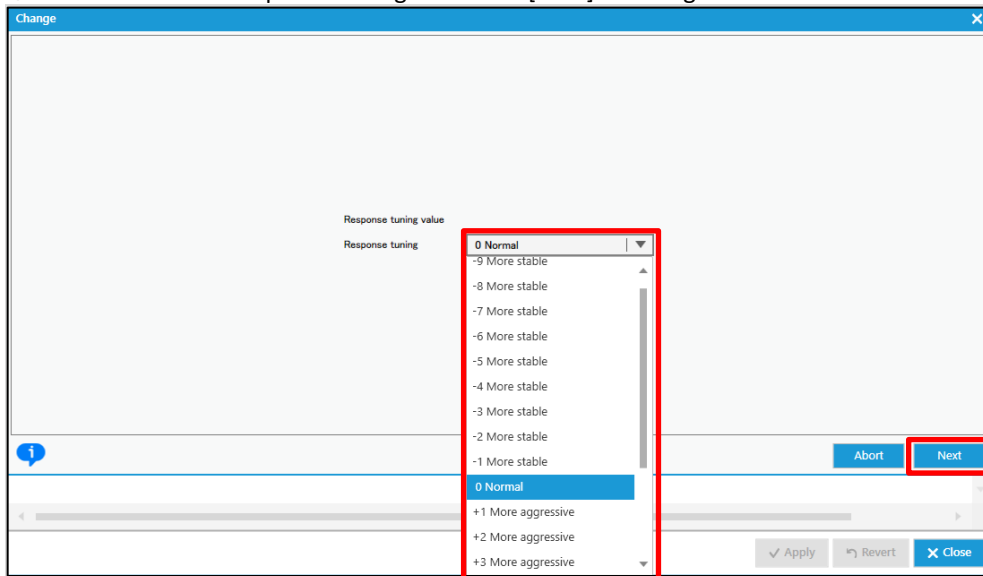 Change
Response tuning value
Response tuning
0 Normal
-9 More stable
-8 More stable
-7 More stable
-6 More stable
-5 More stable
-4 More stable
-3 More stable
-2 More stable
-1 More stable
0 Normal
+1 More aggressive
+2 More aggressive
+3 More aggressive
Abort
Next
Apply
Revert
Close